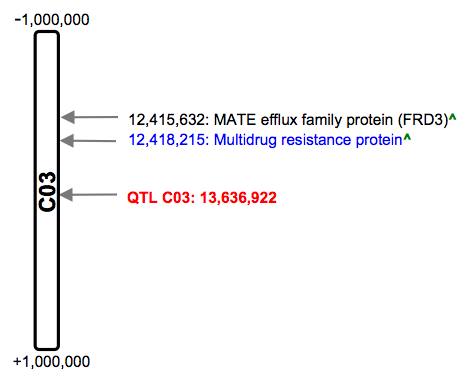 -1,000,000
12,415,632: MATE efflux family protein (FRD3)^
12,418,215: Multidrug resistance protein^
C03
QTL C03: 13,636,922
+1,000,000